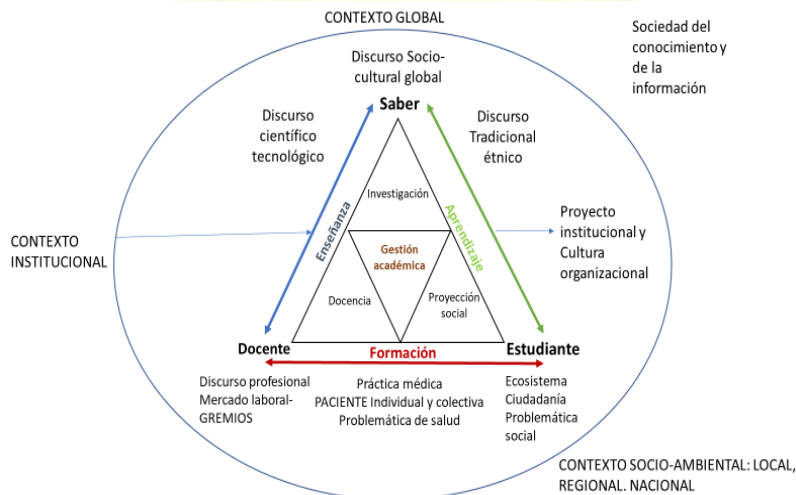 CONTEXTO GLOBAL
Sociedad del
conocimiento y
de la
información
Discurso Socio-
cultural global
Saber
Discurso
científico
tecnológico
Discurso
Tradicional
étnico
Investigación
Enseñanza
Aprendizaje
CONTEXTO
INSTITUCIONAL
Proyecto
institucional y
Cultura
organizacional
Gestión
académica
Docencia
Proyección
social
Docente
Formación
Estudiante
Discurso profesional
Mercado laboral-
GREMIOS
Práctica médica
PACIENTE Individual y colectiva
Problemática de salud
Ecosistema
Ciudadanía
Problemática
social
CONTEXTO SOCIO-AMBIENTAL: LOCAL,
REGIONAL. NACIONAL